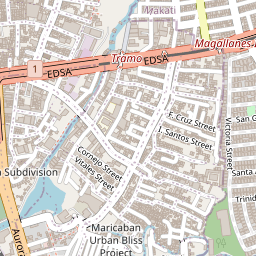 Makati
Magallanes
EDSA
Tramo
EDSA
1
F. Cruz Street
San
I. Santos Street
Victoria Street
Cornejo Street
Vitales Street
Subdivision
Santa
Trinid
Maricaban
Urban Bliss
Project
Aurora